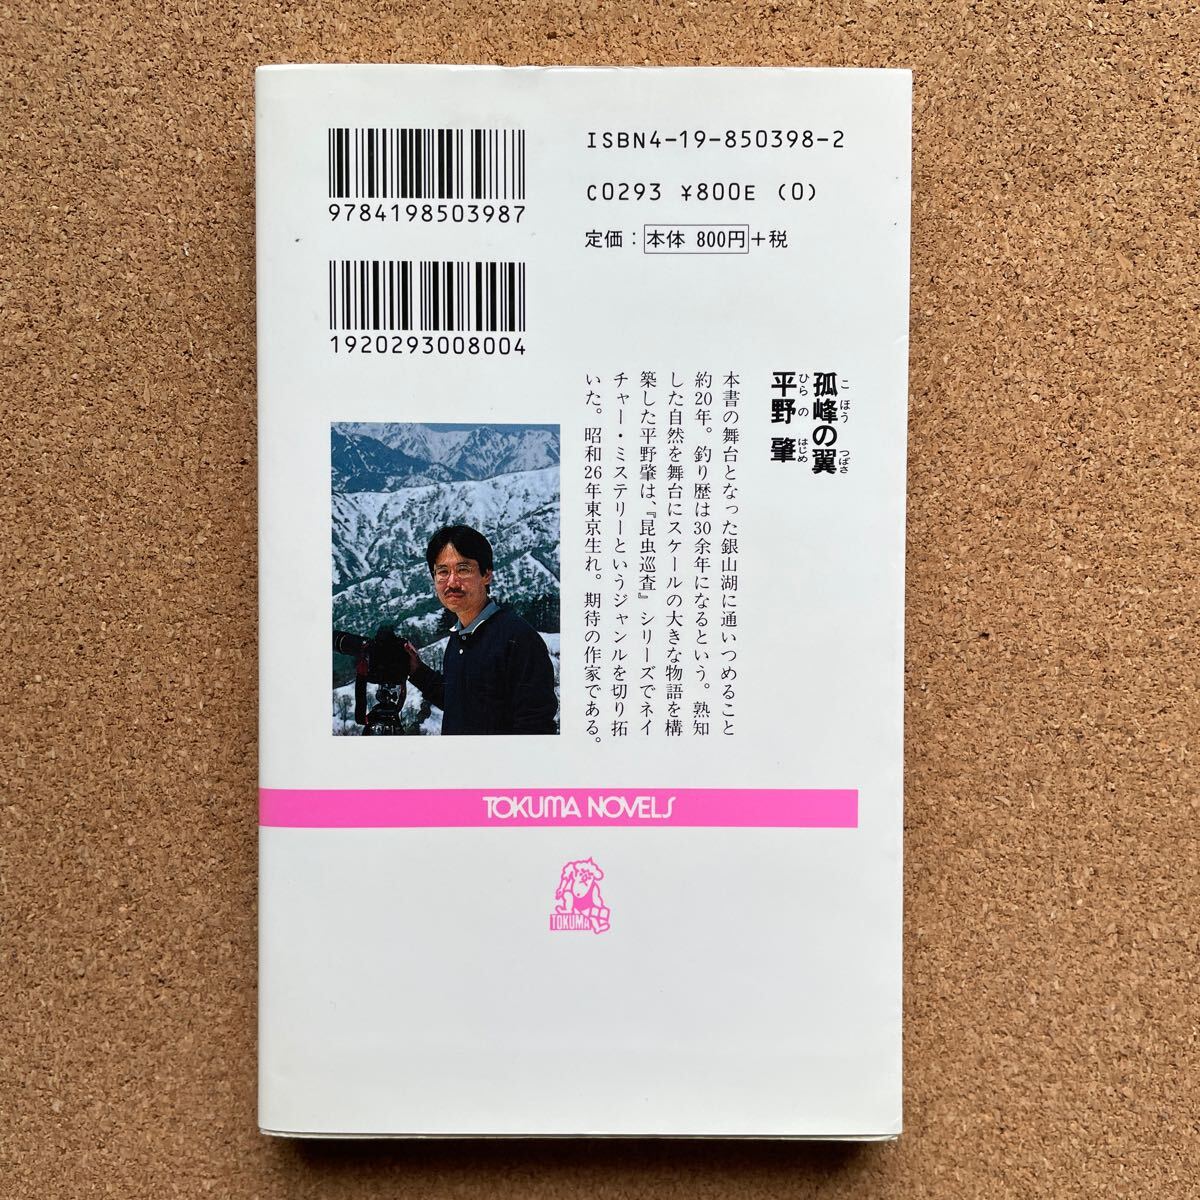 ISBN4-19-850398-2
C0293 ¥800E (0)
定価：本体 800円＋税
9784198503987
1920293008004
孤峰の翼
こほう つばさ
平野 肇
ひらの はじめ
本書の舞台となった銀山湖に通いつめること
約20年。釣り歴は30余年になるという。熟知
した自然を舞台にスケールの大きな物語を構
築した平野肇は、『昆虫巡査』シリーズでネイ
チャー・ミステリーというジャンルを切り拓
いた。昭和26年東京生れ。期待の作家である。
TOKUMA NOVELS
TOKUMA